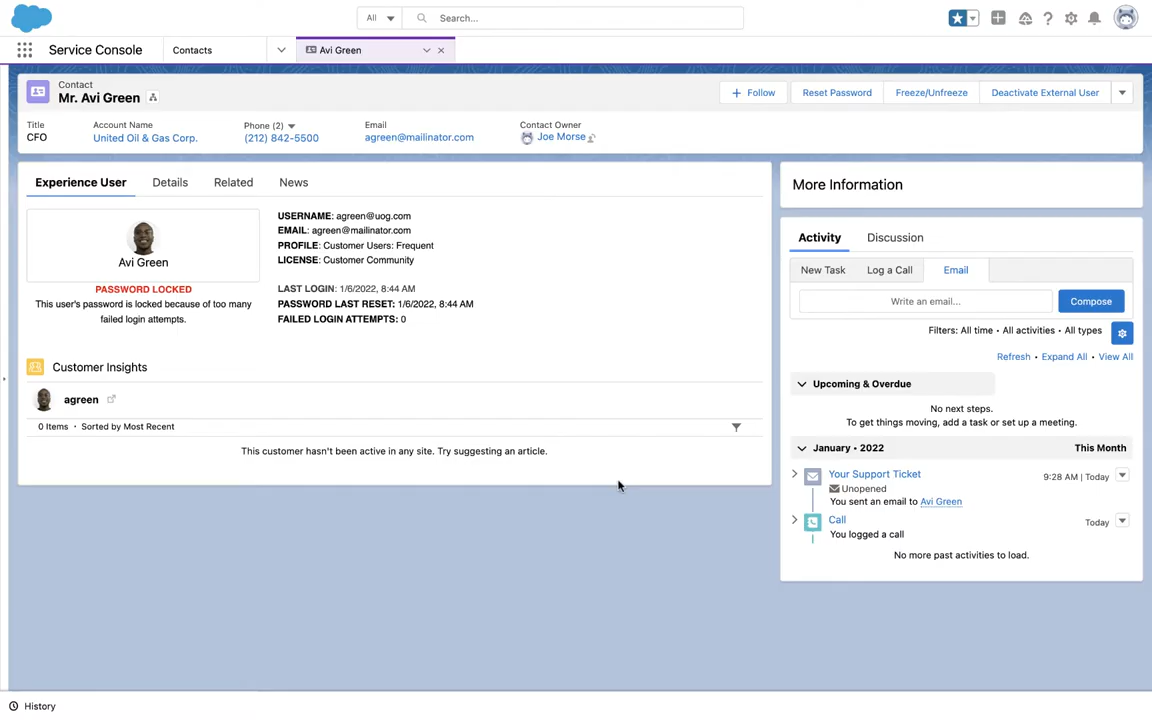 All
Search...
Service Console
Contacts
Avi Green
Contact
Mr. Avi Green
Follow
Reset Password
Freeze/Unfreeze
Deactivate External User
Title
CFO
Account Name
United Oil & Gas Corp.
Phone (2)
(212) 842-5500
Email
agreen@mailinator.com
Contact Owner
Joe Morse
Experience User
Details
Related
News
Avi Green
PASSWORD LOCKED
This user's password is locked because of too many
failed login attempts.
USERNAME: agreen@uog.com
EMAIL: agreen@mailinator.com
PROFILE: Customer Users: Frequent
LICENSE: Customer Community
LAST LOGIN: 1/6/2022, 8:44 AM
PASSWORD LAST RESET: 1/6/2022, 8:44 AM
FAILED LOGIN ATTEMPTS: 0
Customer Insights
agreen
0 Items • Sorted by Most Recent
This customer hasn't been active in any site. Try suggesting an article.
More Information
Activity
Discussion
New Task
Log a Call
Email
Write an email...
Compose
Filters: All time • All activities • All types
Refresh • Expand All • View All
Upcoming & Overdue
No next steps.
To get things moving, add a task or set up a meeting.
January • 2022
This Month
Your Support Ticket
9:28 AM | Today
Unopened
You sent an email to Avi Green
Call
Today
You logged a call
No more past activities to load.
History